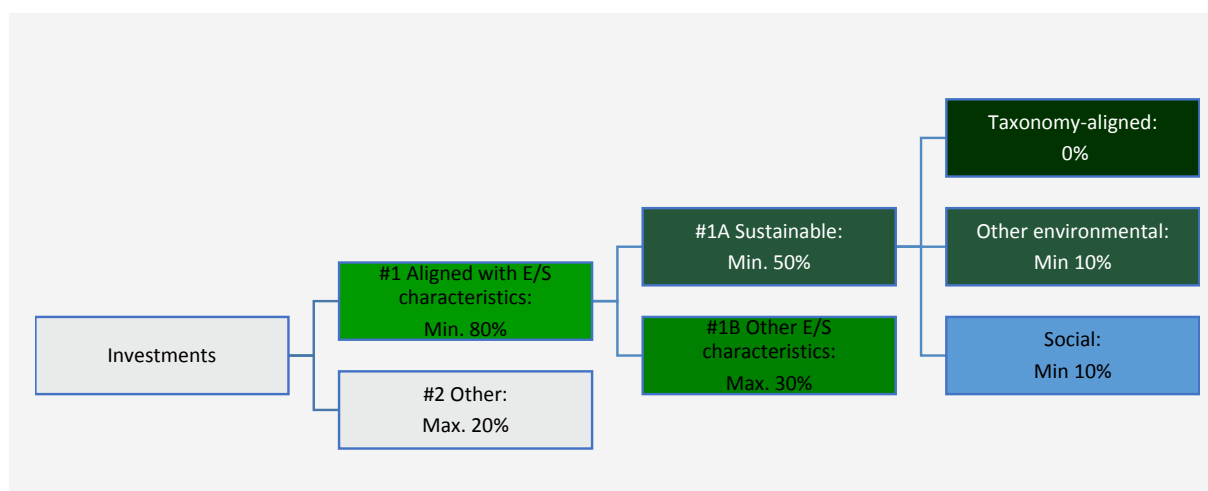 Investments
#1 Aligned with E/S
characteristics:
Min. 80%
#2 Other:
Max. 20%
#1A Sustainable:
Min. 50%
#1B Other E/S
characteristics:
Max. 30%
Taxonomy-aligned:
0%
Other environmental:
Min 10%
Social:
Min 10%